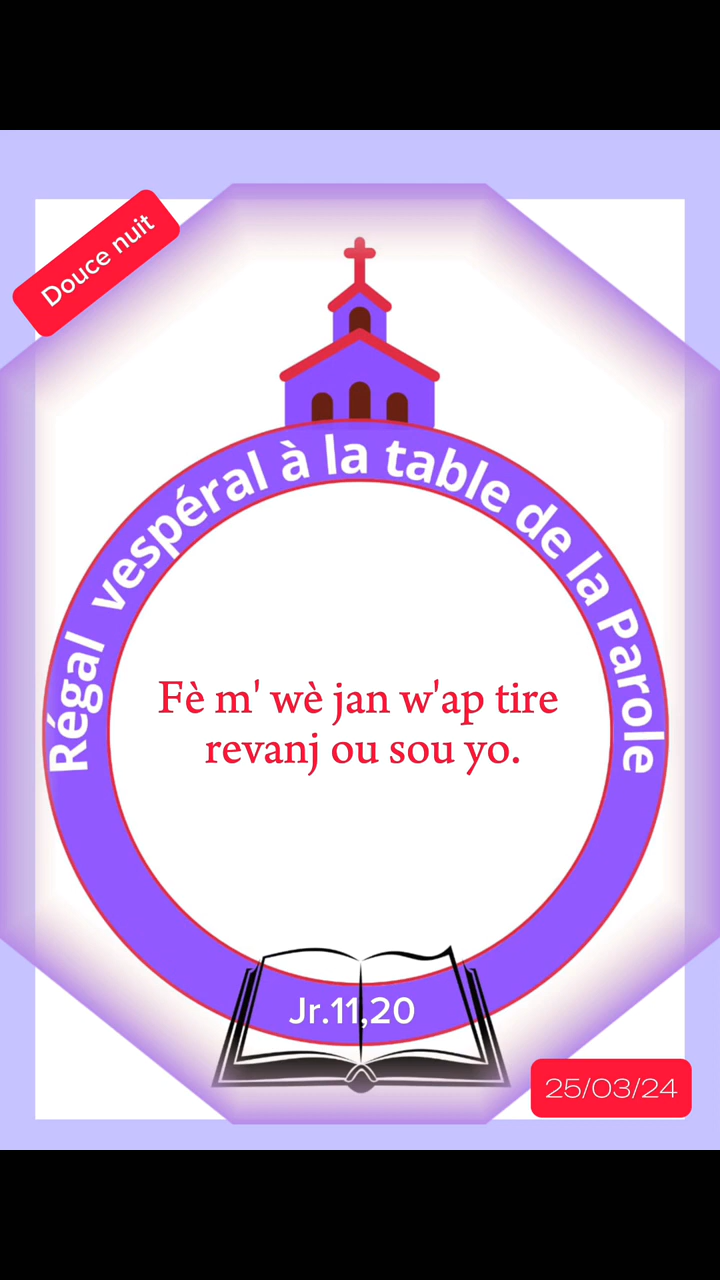 Douce nuit
Régal vespéral à la table de la Parole
Fè m' wè jan w'ap tire
revanj ou sou yo.
Jr.11,20
25/03/24